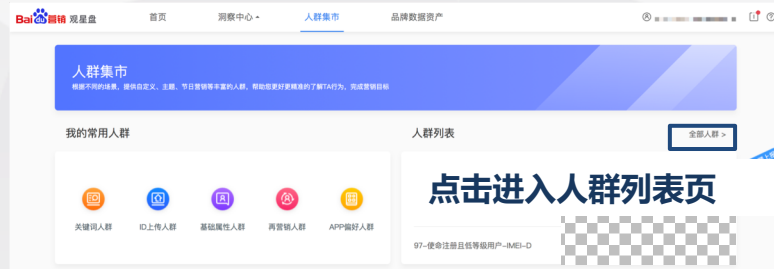 Bai du 营销 观星盘 首页 洞察中心 人群集市 品牌数据资产
人群集市
根据不同的场景，提供自定义、主题、节日营销等丰富的人群，帮助您更好更精准的了解TA行为、完成营销目标
我的常用人群 人群列表 全部人群 >
点击进入人群列表页
关键词人群 ID上传人群 基础属性人群 再营销人群 APP偏好人群
97-使命注册且低等级用户-IMEI-D